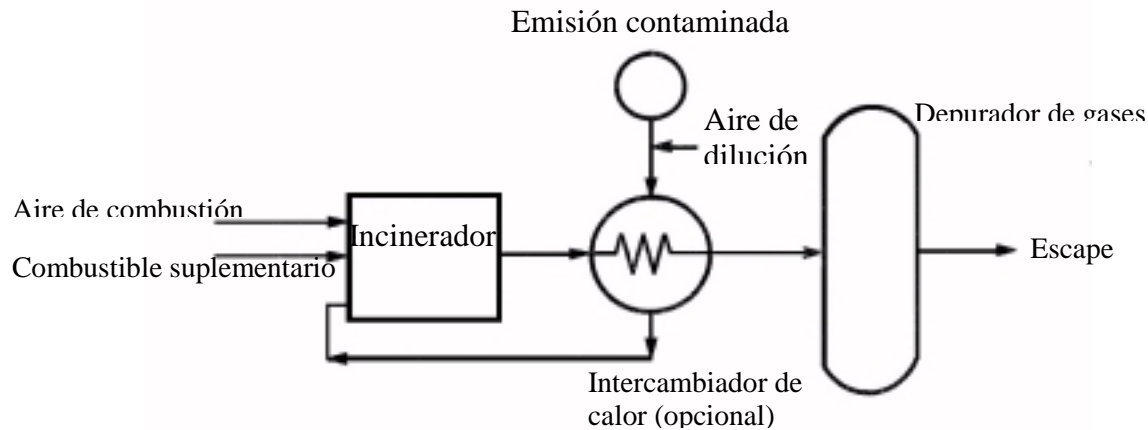 Emisión contaminada
Depurador de gases
Aire de
dilución
Aire de combustión
Incinerador
Combustible suplementario
Escape
Intercambiador de
calor (opcional)